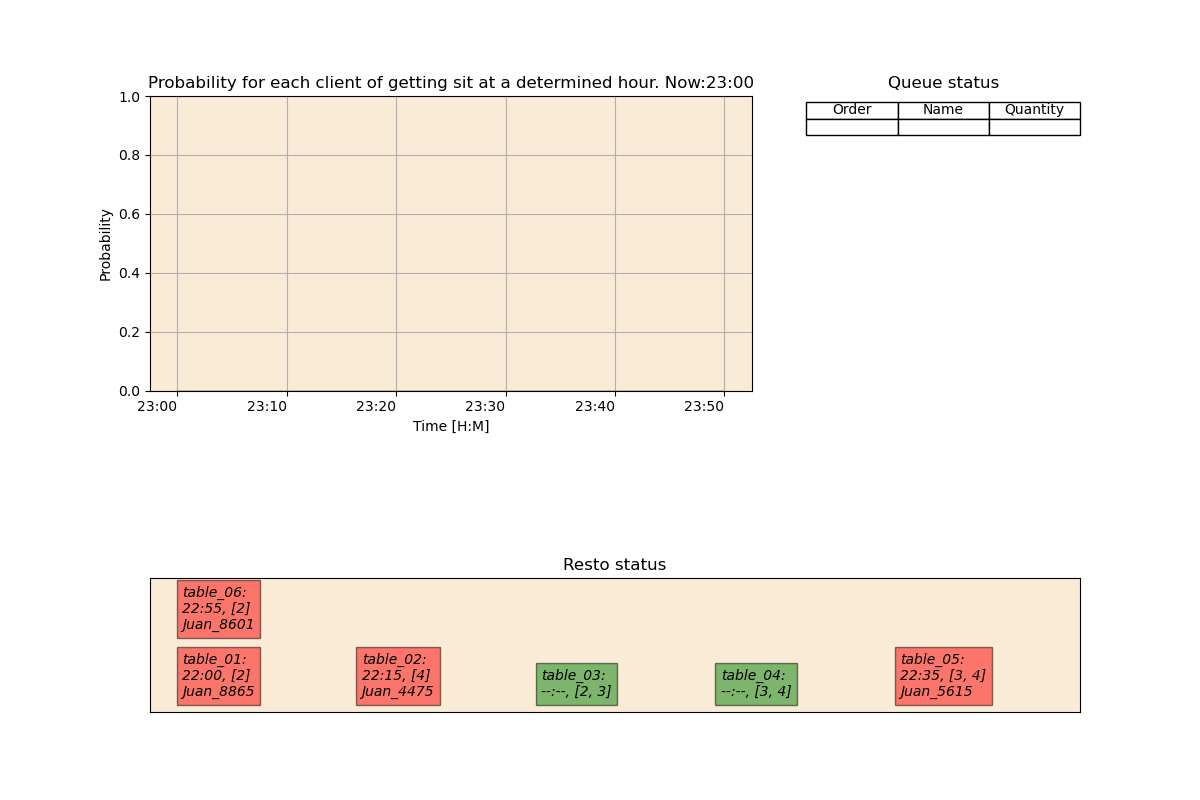 Probability for each client of getting sit at a determined hour. Now:23:00
1.0
0.8
0.6
0.4
0.2
0.0
Probability
23:00 23:10 23:20 23:30 23:40 23:50
Time [H:M]
Queue status
Order Name Quantity
Resto status
table_06:
22:55, [2]
Juan_8601
table_01:
22:00, [2]
Juan_8865
table_02:
22:15, [4]
Juan_4475
table_03:
--:--, [2, 3]
table_04:
--:--, [3, 4]
table_05:
22:35, [3, 4]
Juan_5615